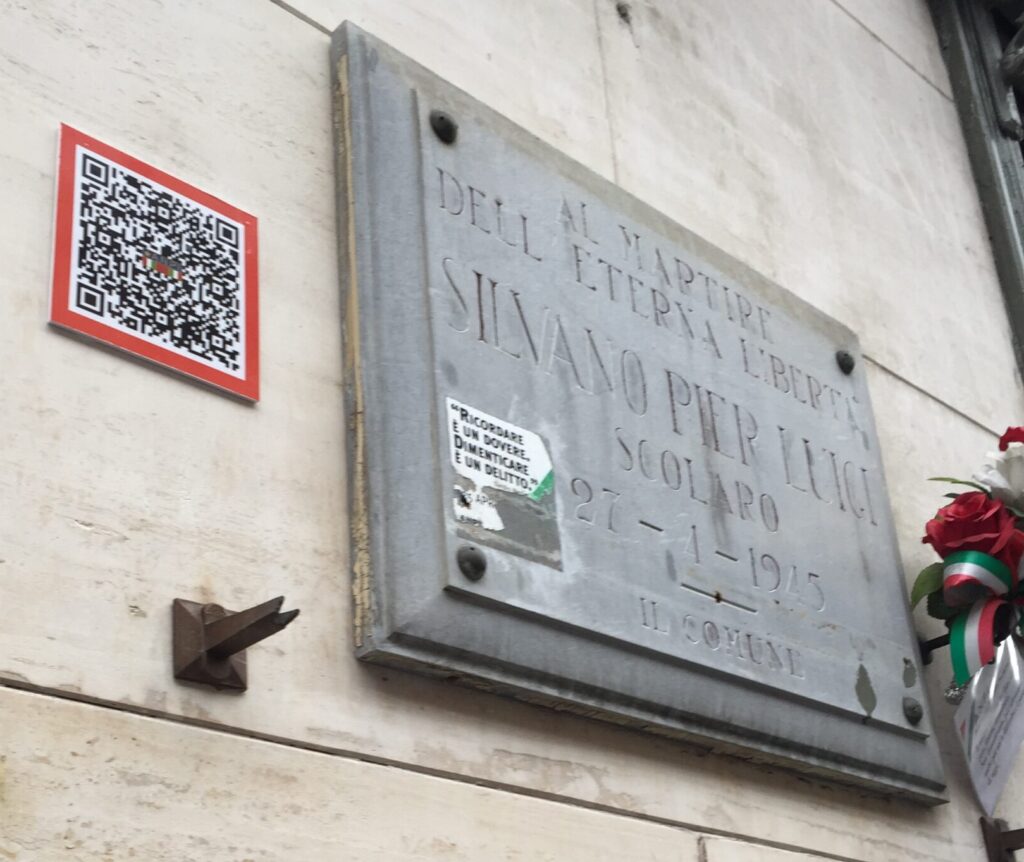 AL MARTIRE
DELL ETERNA LIBERTÀ
SILVANO PIER LUIGI
SCOLARO
27-4-1945
IL COMUNE
"RICORDARE
È UN DOVERE.
DIMENTICARE
È UN DELITTO."